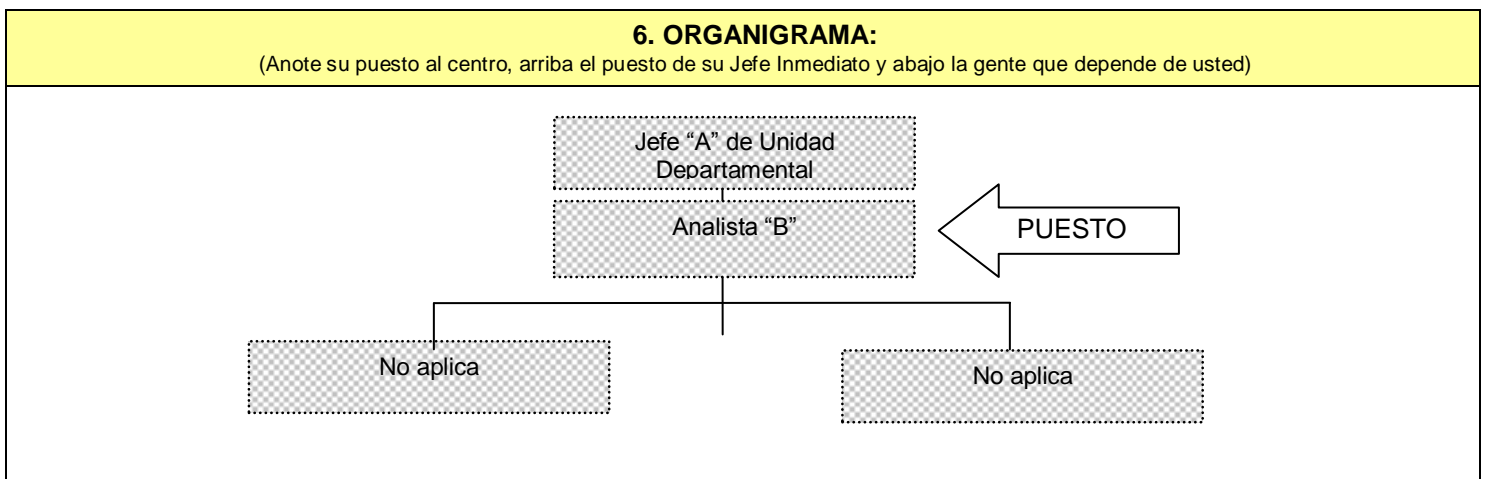 6. ORGANIGRAMA:
(Anote su puesto al centro, arriba el puesto de su Jefe Inmediato y abajo la gente que depende de usted)
Jefe “A” de Unidad
Departamental
Analista “B”
PUESTO
No aplica
No aplica